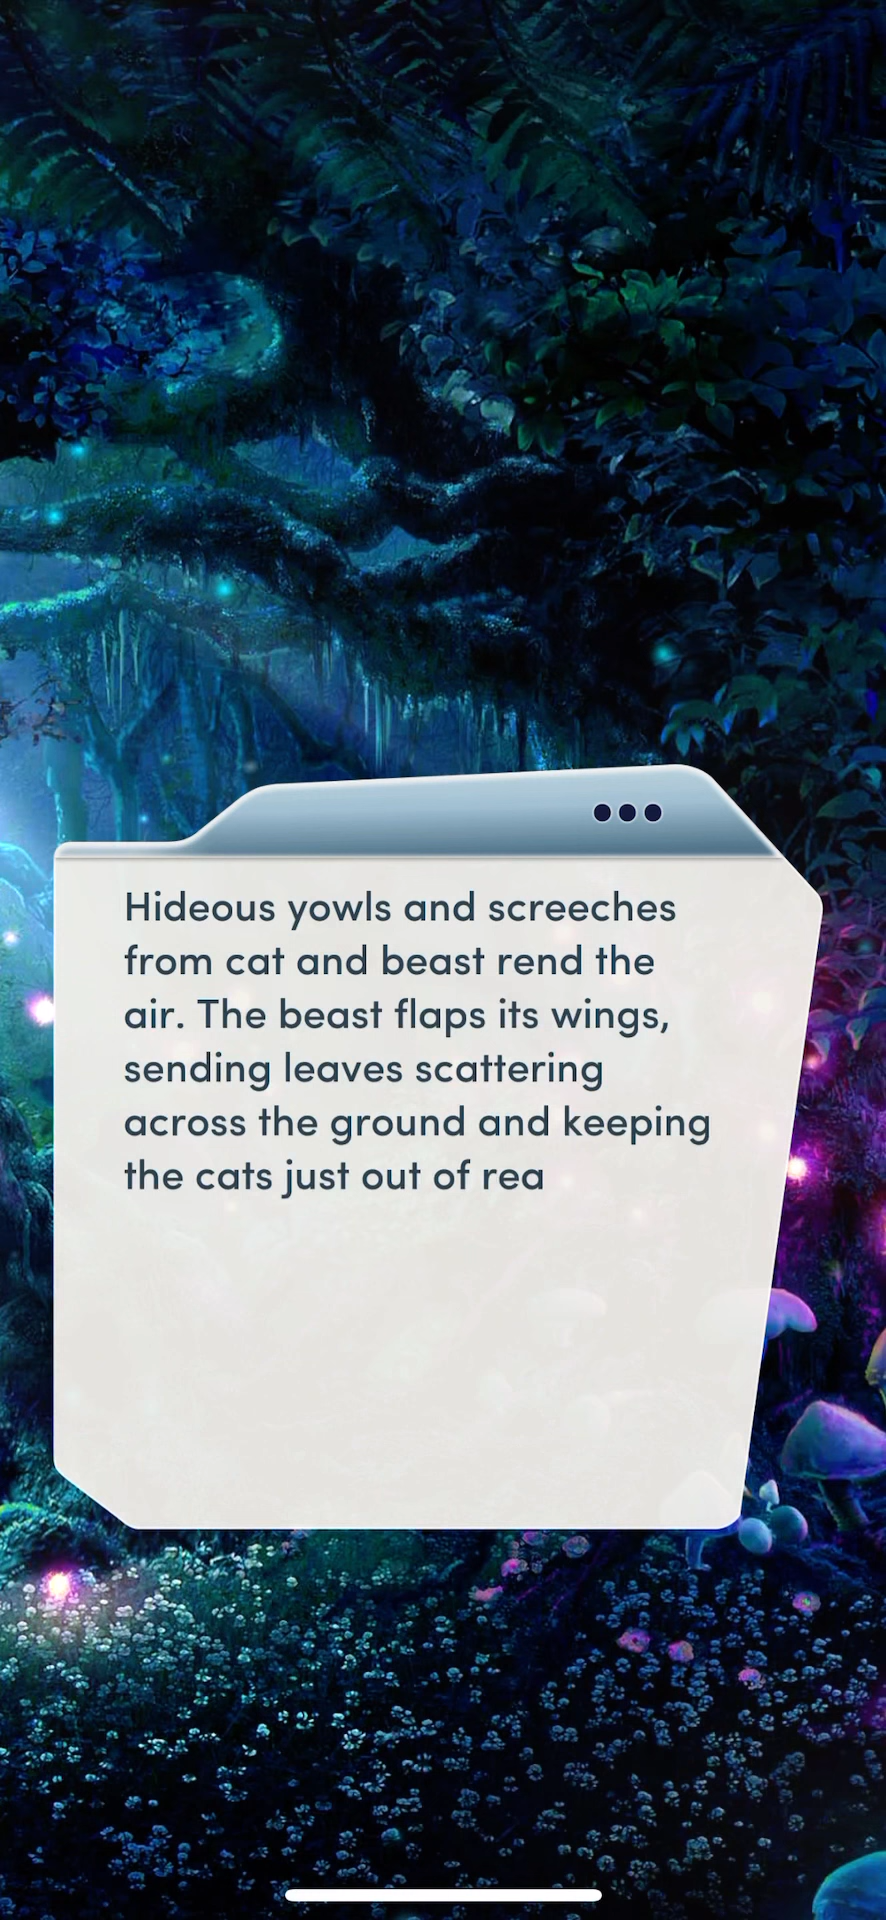 Hideous yowls and screeches
from cat and beast rend the
air. The beast flaps its wings,
sending leaves scattering
across the ground and keeping
the cats just out of rea